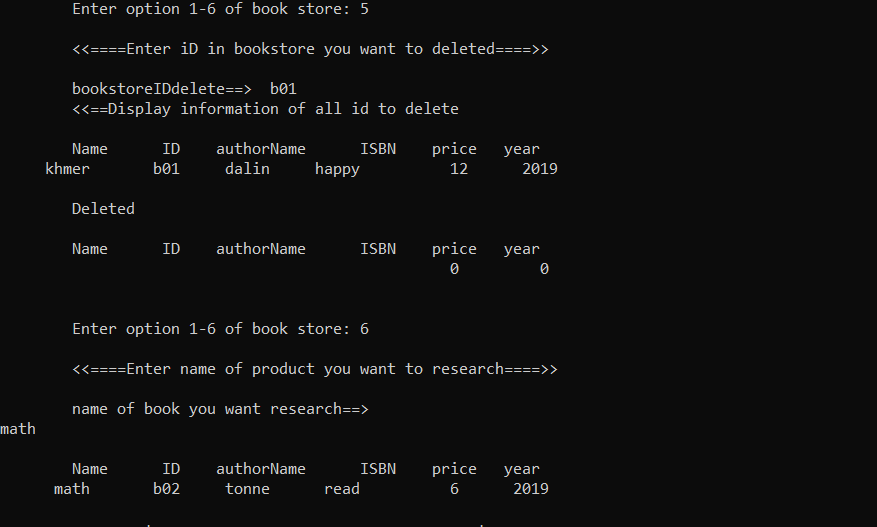 Enter option 1-6 of book store: 5
<<====Enter iD in bookstore you want to deleted====>>
bookstoreIDdelete==>  b01
<<==Display information of all id to delete
Name      ID    authorName      ISBN    price   year
khmer       b01     dalin     happy          12      2019
Deleted
Name      ID    authorName      ISBN    price   year
0         0
Enter option 1-6 of book store: 6
<<====Enter name of product you want to research====>>
name of book you want research==>
math
Name      ID    authorName      ISBN    price   year
math       b02     tonne      read          6      2019